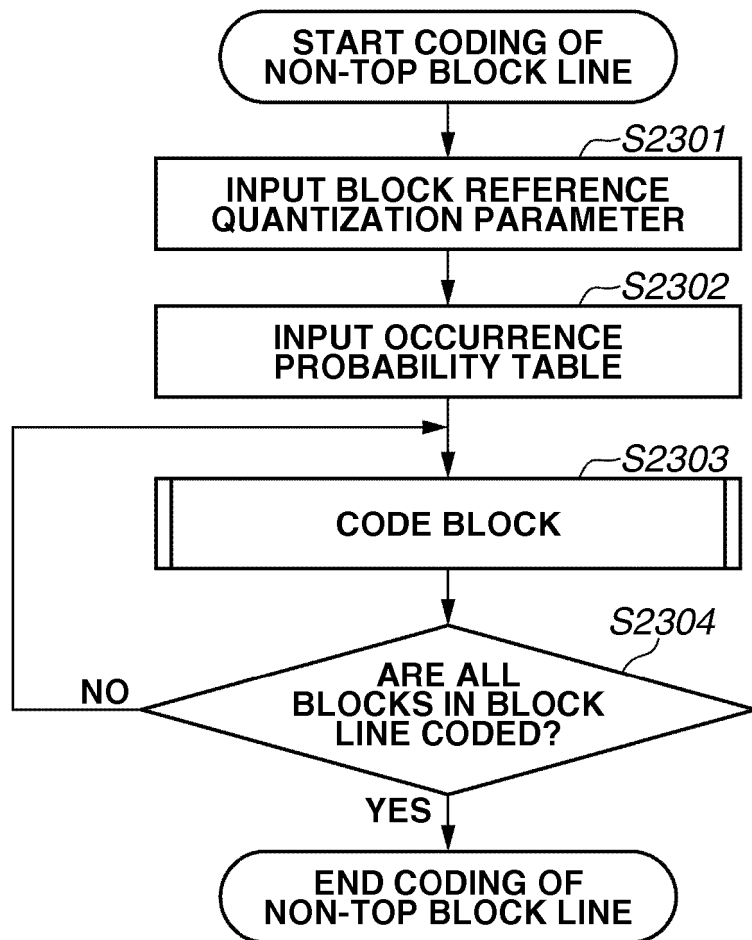 START CODING OF
NON-TOP BLOCK LINE
S2301
INPUT BLOCK REFERENCE
QUANTIZATION PARAMETER
S2302
INPUT OCCURRENCE
PROBABILITY TABLE
S2303
CODE BLOCK
S2304
ARE ALL
BLOCKS IN BLOCK
LINE CODED?
NO
YES
END CODING OF
NON-TOP BLOCK LINE